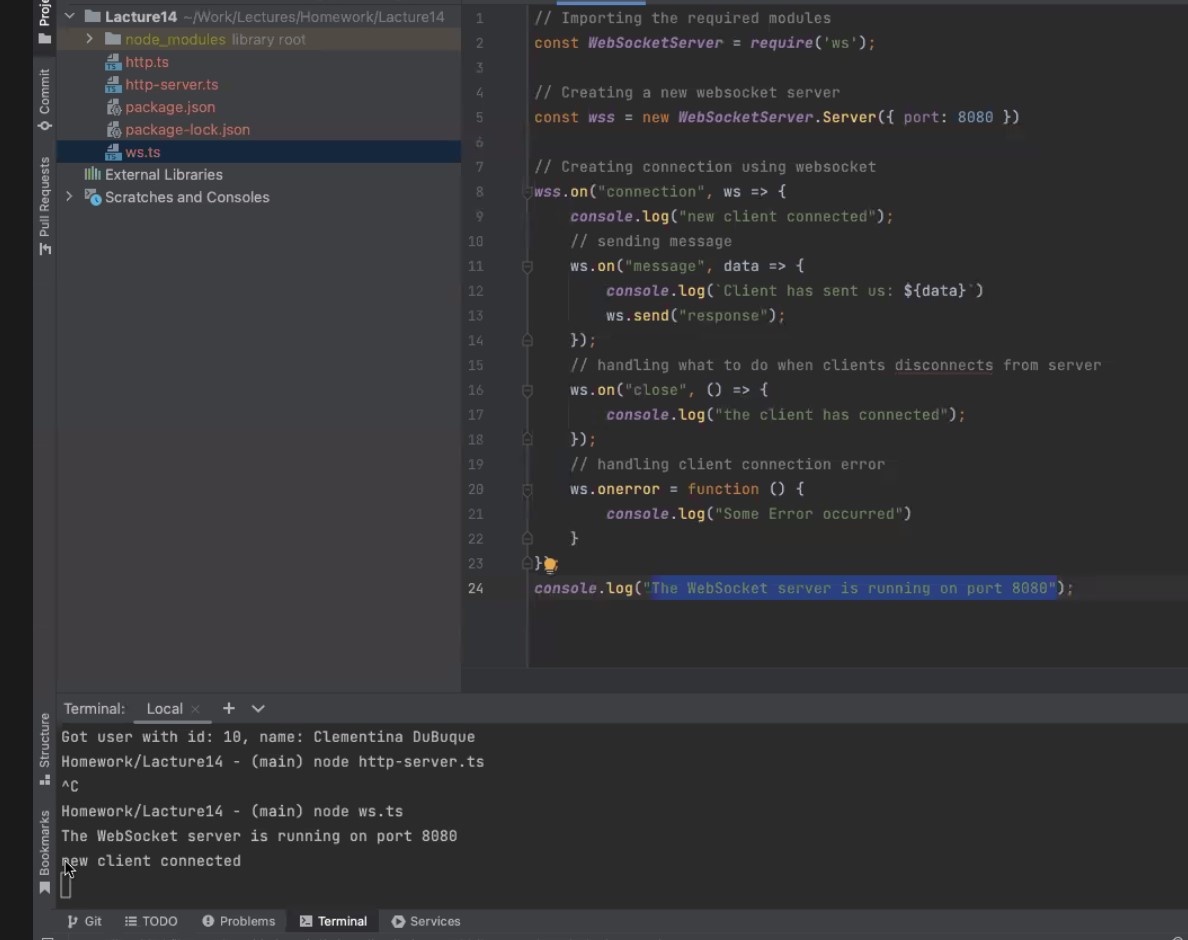 Proje
Commit
Pull Requests
Structure
Bookmarks
Lacture14 ~/Work/Lectures/Homework/Lacture14
node_modules library root
http.ts
http-server.ts
package.json
package-lock.json
ws.ts
External Libraries
Scratches and Consoles
1 // Importing the required modules
2 const WebSocketServer = require('ws');
3
4 // Creating a new websocket server
5 const wss = new WebSocketServer.Server({ port: 8080 })
6
7 // Creating connection using websocket
8 wss.on("connection", ws => {
9 console.log("new client connected");
10 // sending message
11 ws.on("message", data => {
12 console.log(`Client has sent us: ${data}`)
13 ws.send("response");
14 });
15 // handling what to do when clients disconnects from server
16 ws.on("close", () => {
17 console.log("the client has connected");
18 });
19 // handling client connection error
20 ws.onerror = function () {
21 console.log("Some Error occurred")
22 }
23 });
24 console.log("The WebSocket server is running on port 8080");
Terminal: Local × +
Got user with id: 10, name: Clementina DuBuque
Homework/Lacture14 - (main) node http-server.ts
^C
Homework/Lacture14 - (main) node ws.ts
The WebSocket server is running on port 8080
new client connected
Git TODO Problems Terminal Services